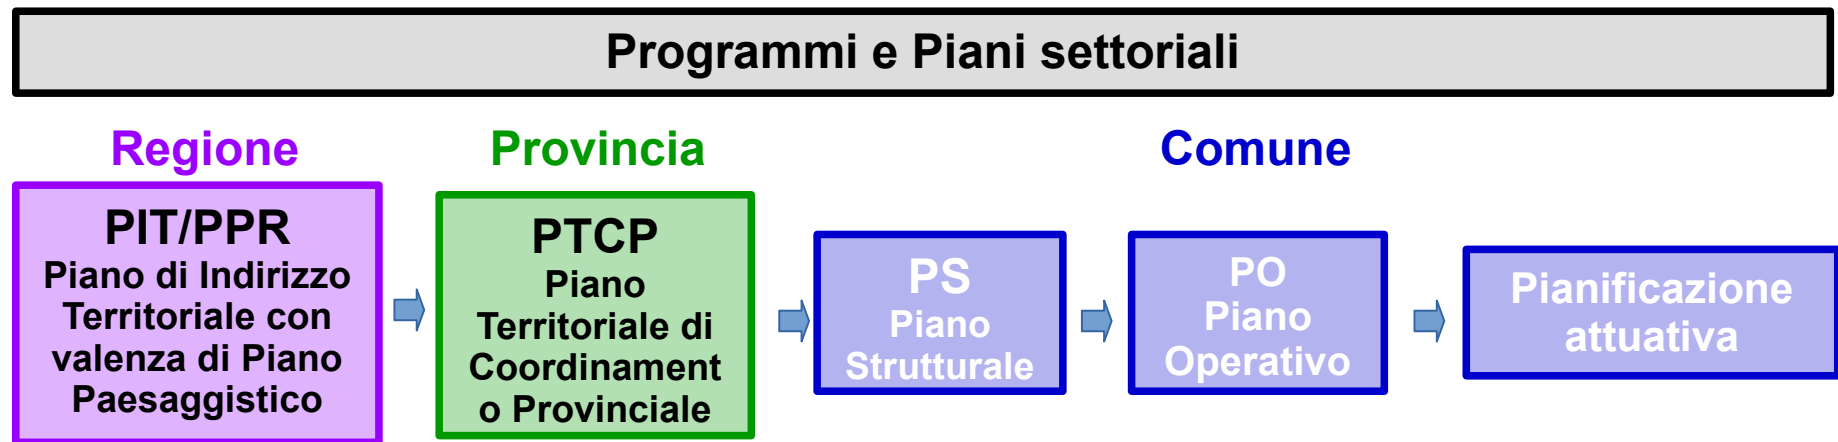 Programmi e Piani settoriali
Regione
Provincia
Comune
PIT/PPR
Piano di Indirizzo
Territoriale con
valenza di Piano
Paesaggistico
PTCP
Piano
Territoriale di
Coordinament
o Provinciale
PS
Piano
Strutturale
PO
Piano
Operativo
Pianificazione
attuativa